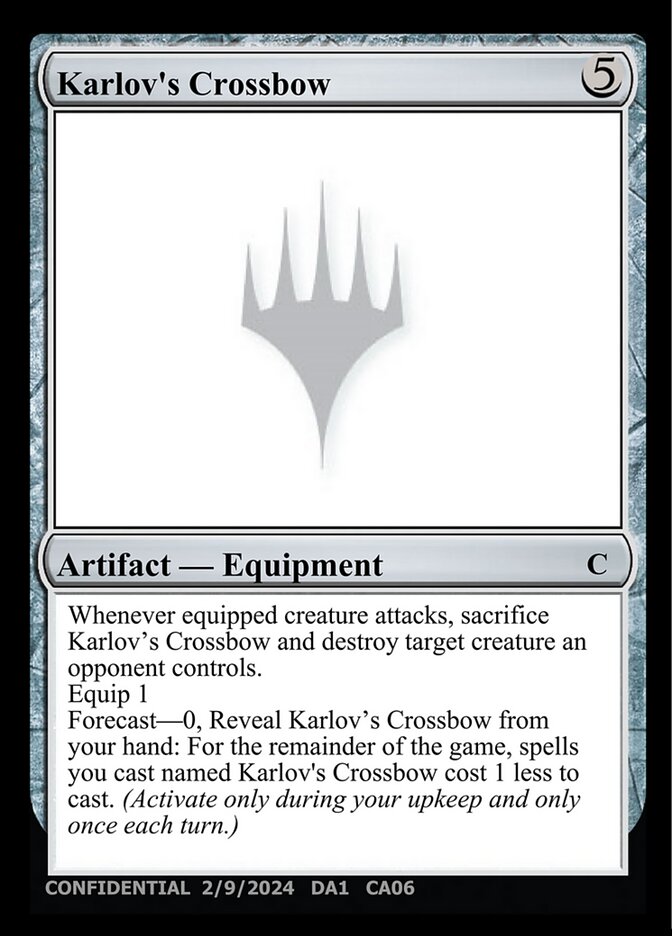 Karlov's Crossbow 5
Artifact — Equipment C
Whenever equipped creature attacks, sacrifice
Karlov’s Crossbow and destroy target creature an
opponent controls.
Equip 1
Forecast—0, Reveal Karlov’s Crossbow from
your hand: For the remainder of the game, spells
you cast named Karlov's Crossbow cost 1 less to
cast. (Activate only during your upkeep and only
once each turn.)
CONFIDENTIAL 2/9/2024 DA1 CA06